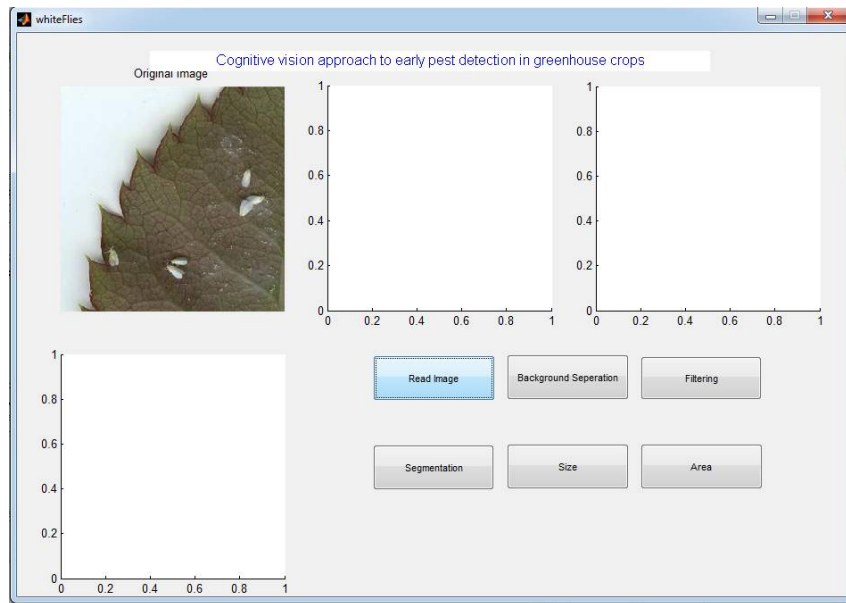 whiteFlies
Cognitive vision approach to early pest detection in greenhouse crops
Original Image
1
0.8
0.6
0.4
0.2
0
0 0.2 0.4 0.6 0.8 1
1
0.8
0.6
0.4
0.2
0
0 0.2 0.4 0.6 0.8 1
1
0.8
0.6
0.4
0.2
0
0 0.2 0.4 0.6 0.8 1
Read Image Background Seperation Filtering
Segmentation Size Area